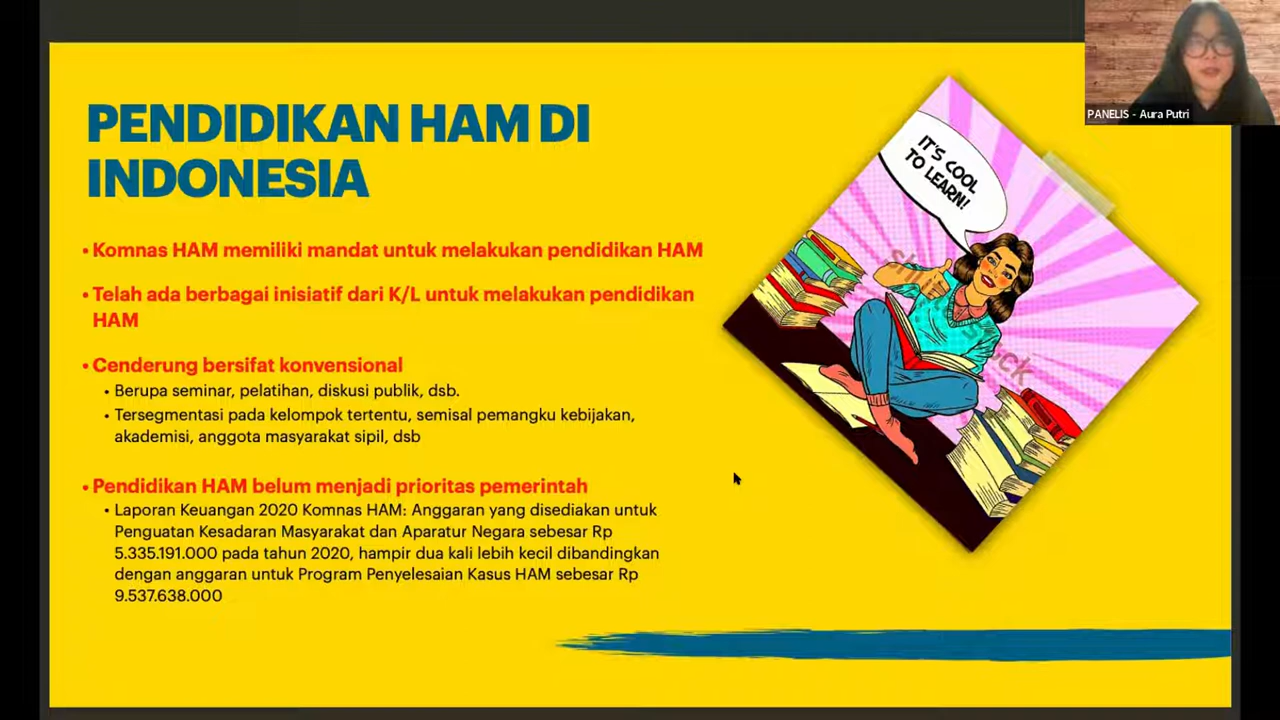 PENDIDIKAN HAM DI
INDONESIA
• Komnas HAM memiliki mandat untuk melakukan pendidikan HAM
• Telah ada berbagai inisiatif dari K/L untuk melakukan pendidikan
HAM
• Cenderung bersifat konvensional
• Berupa seminar, pelatihan, diskusi publik, dsb.
• Tersegmentasi pada kelompok tertentu, semisal pemangku kebijakan,
akademisi, anggota masyarakat sipil, dsb
• Pendidikan HAM belum menjadi prioritas pemerintah
• Laporan Keuangan 2020 Komnas HAM: Anggaran yang disediakan untuk
Penguatan Kesadaran Masyarakat dan Aparatur Negara sebesar Rp
5.335.191.000 pada tahun 2020, hampir dua kali lebih kecil dibandingkan
dengan anggaran untuk Program Penyelesaian Kasus HAM sebesar Rp
9.537.638.000
IT'S COOL
TO LEARN!
PANELIS - Aura Putri